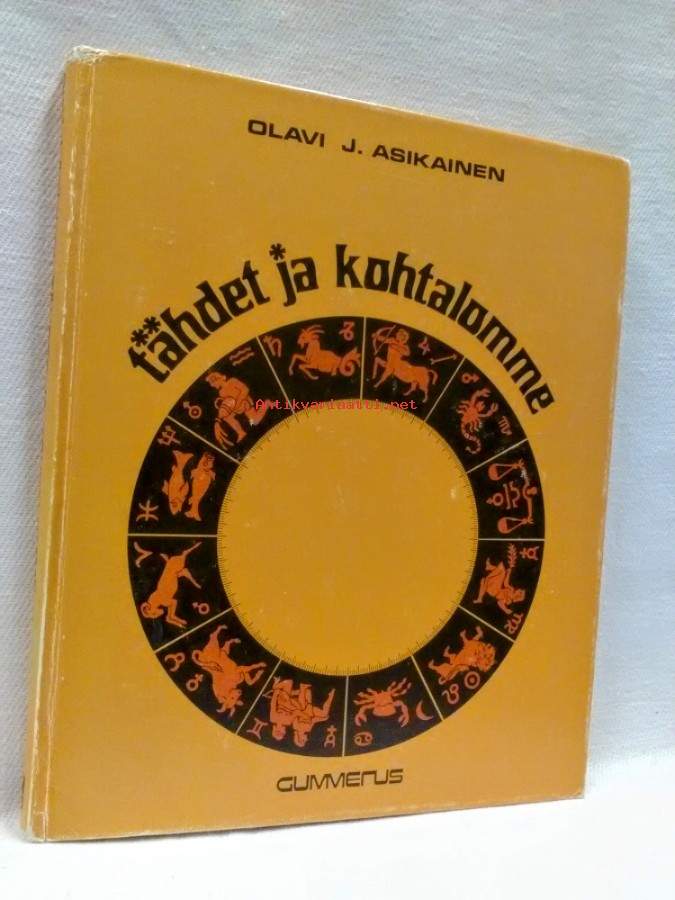 OLAVI J. ASIKAINEN
tähdet ja kohtalomme
Antikvariaatti.net
GUMMERUS